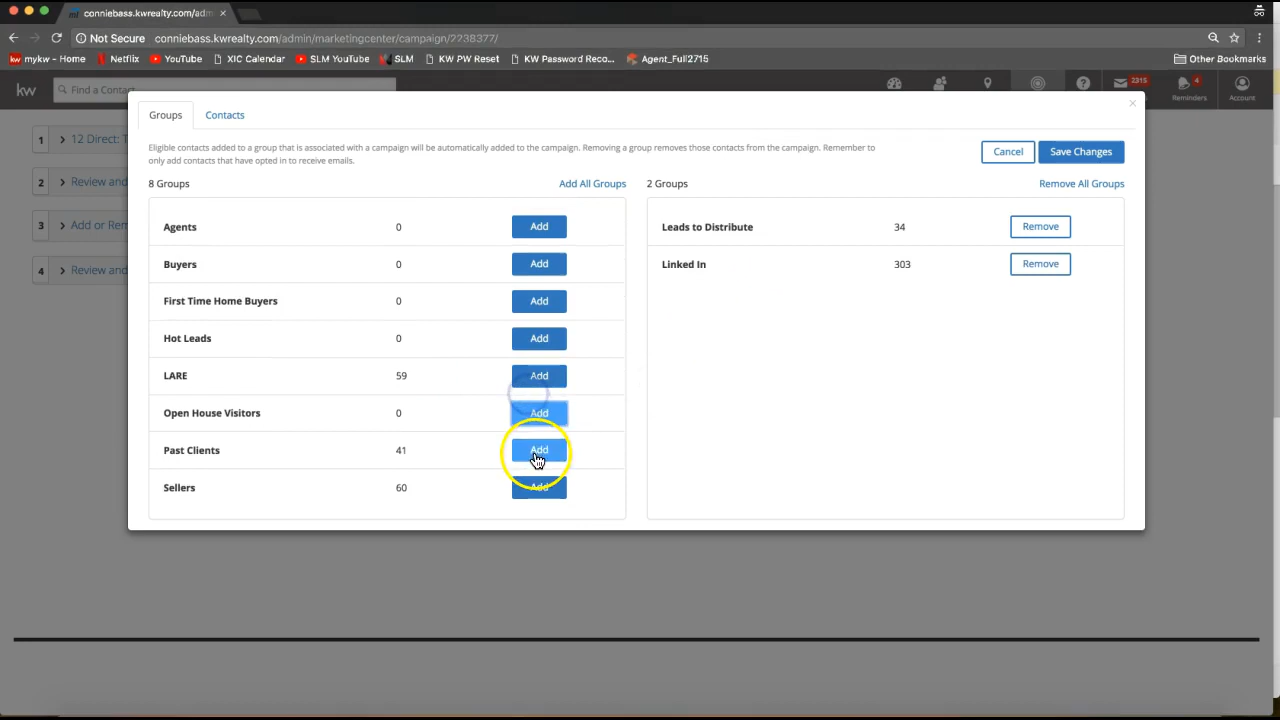 conniebass.kwrealty.com/adm
Not Secure conniebass.kwrealty.com/admin/marketingcenter/campaign/2238377/
mykw - Home Netflix YouTube XIC Calendar SLM YouTube SLM KW PW Reset KW Password Reco... Agent_Full2715 Other Bookmarks
kw Find a Contac 2315 4 Reminders Account
Groups Contacts
1 12 Direct: T
Eligible contacts added to a group that is associated with a campaign will be automatically added to the campaign. Removing a group removes those contacts from the campaign. Remember to
only add contacts that have opted in to receive emails.
Cancel Save Changes
2 Review and
8 Groups Add All Groups 2 Groups Remove All Groups
3 Add or Rem
Agents 0 Add Leads to Distribute 34 Remove
Buyers 0 Add Linked In 303 Remove
4 Review and
First Time Home Buyers 0 Add
Hot Leads 0 Add
LARE 59 Add
Open House Visitors 0 Add
Past Clients 41 Add
Sellers 60 Add